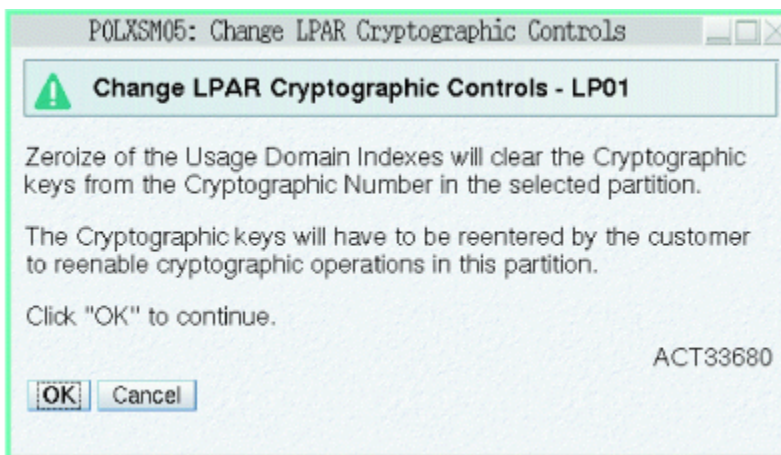 P0LXSM05: Change LPAR Cryptographic Controls
Change LPAR Cryptographic Controls - LP01
Zeroize of the Usage Domain Indexes will clear the Cryptographic
keys from the Cryptographic Number in the selected partition.
The Cryptographic keys will have to be reentered by the customer
to reenable cryptographic operations in this partition.
Click "OK" to continue.
ACT33680
OK Cancel